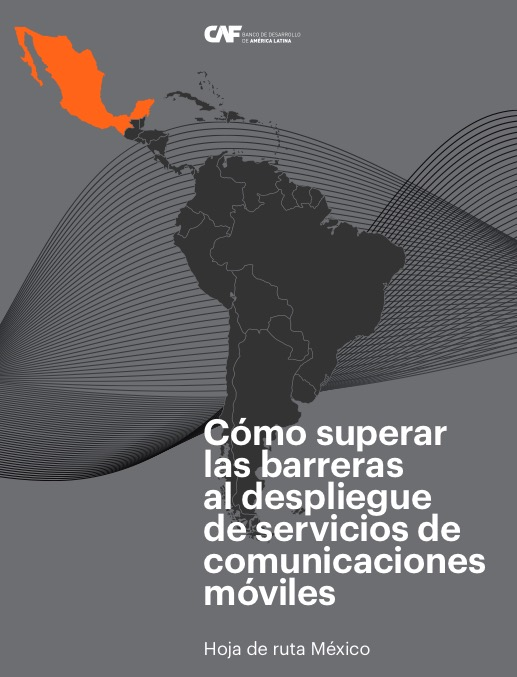 CAF BANCO DE DESARROLLO
DE AMÉRICA LATINA
Cómo superar
las barreras
al despliegue
de servicios de
comunicaciones
móviles
Hoja de ruta México